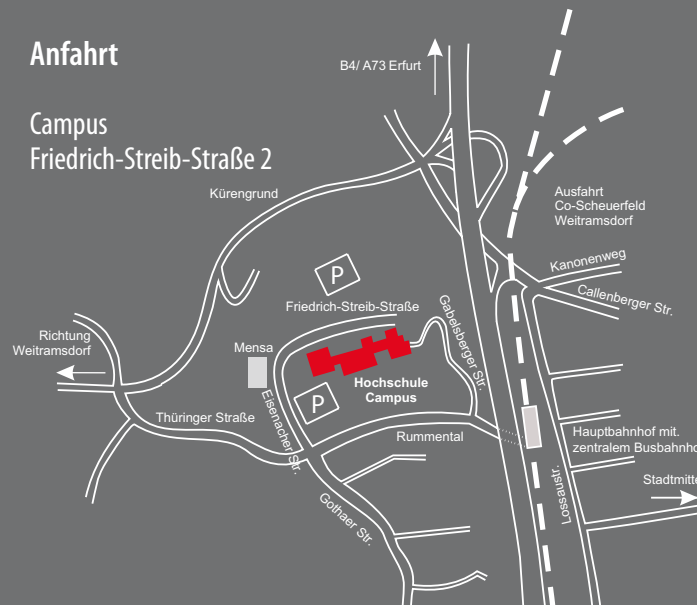 Anfahrt
Campus
Friedrich-Streib-Straße 2
B4/ A73 Erfurt
Kürengrund
Ausfahrt
Co-Scheuerfeld
Weitramsdorf
Kanonenweg
Callenberger Str.
P
Friedrich-Streib-Straße
Gabelsberger Str.
Richtung
Weitramsdorf
Mensa
Hochschule
Campus
P
Eisenacher Str.
Thüringer Straße
Rummental
Hauptbahnhof mit.
zentralem Busbahnho
Lossaustr.
Stadtmitte
Gothaer Str.